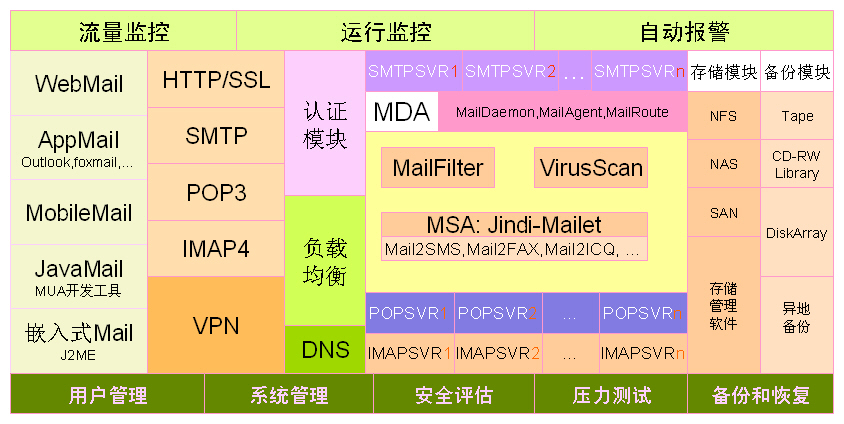 流量监控
运行监控
自动报警
WebMail
AppMail
Outlook,foxmail,...
MobileMail
JavaMail
MUA开发工具
嵌入式Mail
J2ME
HTTP/SSL
SMTP
POP3
IMAP4
VPN
认证
模块
负载
均衡
DNS
SMTPSVR1
SMTPSVR2
...
SMTPSVRn
MDA
MailDaemon,MailAgent,MailRoute
MailFilter
VirusScan
MSA: Jindi-Mailet
Mail2SMS,Mail2FAX,Mail2ICQ, ...
POPSVR1
POPSVR2
...
POPSVRn
IMAPSVR1
IMAPSVR2
...
IMAPSVRn
存储模块
NFS
NAS
SAN
存储
管理
软件
备份模块
Tape
CD-RW
Library
DiskArray
异地
备份
用户管理
系统管理
安全评估
压力测试
备份和恢复